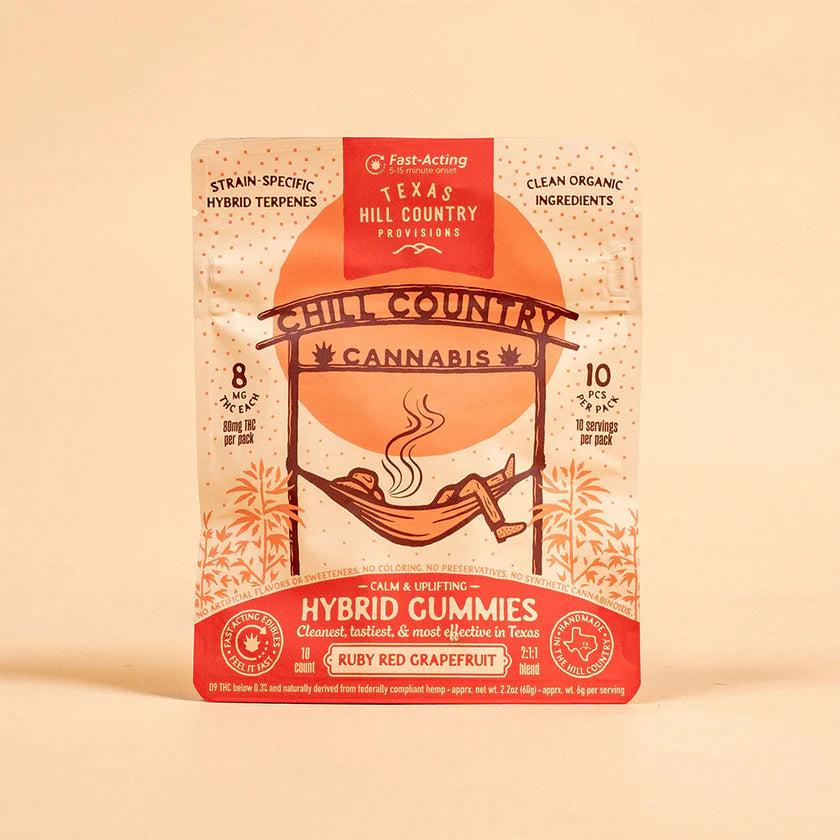 Fast-Acting
5-15 minute onset
TEXAS
HILL COUNTRY
PROVISIONS
STRAIN-SPECIFIC
HYBRID TERPENES
CLEAN ORGANIC
INGREDIENTS
CHILL COUNTRY
CANNABIS
8
MG
THC EACH
80mg THC
per pack
10
PCS
PER PACK
10 servings
per pack
NO ARTIFICIAL FLAVORS OR SWEETENERS. NO COLORING. NO PRESERVATIVES. NO SYNTHETIC CANNABINOIDS.
CALM & UPLIFTING
HYBRID GUMMIES
Cleanest, tastiest, & most effective in Texas
FAST-ACTING EDIBLES
FEEL IT FAST
10
count
RUBY RED GRAPEFRUIT
2:1:1
blend
HANDMADE
IN THE HILL COUNTRY
TX
D9 THC below 0.3% and naturally derived from federally compliant hemp • apprx. net wt. 2.2oz (60g) • apprx. wt. 6g per serving